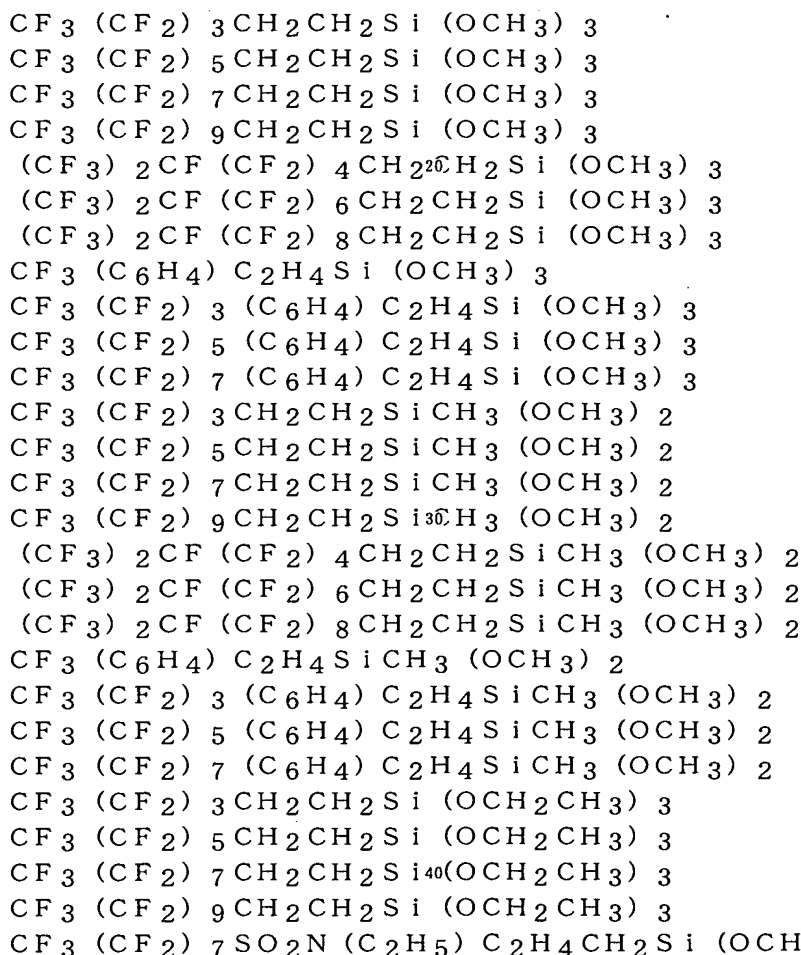 CF3(CF2)3CH2CH2Si(OCH3)3
CF3(CF2)5CH2CH2Si(OCH3)3
CF3(CF2)7CH2CH2Si(OCH3)3
CF3(CF2)9CH2CH2Si(OCH3)3
(CF3)2CF(CF2)4CH220CH2Si(OCH3)3
(CF3)2CF(CF2)6CH2CH2Si(OCH3)3
(CF3)2CF(CF2)8CH2CH2Si(OCH3)3
CF3(C6H4)C2H4Si(OCH3)3
CF3(CF2)3(C6H4)C2H4Si(OCH3)3
CF3(CF2)5(C6H4)C2H4Si(OCH3)3
CF3(CF2)7(C6H4)C2H4Si(OCH3)3
CF3(CF2)3CH2CH2SiCH3(OCH3)2
CF3(CF2)5CH2CH2SiCH3(OCH3)2
CF3(CF2)7CH2CH2SiCH3(OCH3)2
CF3(CF2)9CH2CH2Si30CH3(OCH3)2
(CF3)2CF(CF2)4CH2CH2SiCH3(OCH3)2
(CF3)2CF(CF2)6CH2CH2SiCH3(OCH3)2
(CF3)2CF(CF2)8CH2CH2SiCH3(OCH3)2
CF3(C6H4)C2H4SiCH3(OCH3)2
CF3(CF2)3(C6H4)C2H4SiCH3(OCH3)2
CF3(CF2)5(C6H4)C2H4SiCH3(OCH3)2
CF3(CF2)7(C6H4)C2H4SiCH3(OCH3)2
CF3(CF2)3CH2CH2Si(OCH2CH3)3
CF3(CF2)5CH2CH2Si(OCH2CH3)3
CF3(CF2)7CH2CH2Si40(OCH2CH3)3
CF3(CF2)9CH2CH2Si(OCH2CH3)3
CF3(CF2)7SO2N(C2H5)C2H4CH2Si(OCH